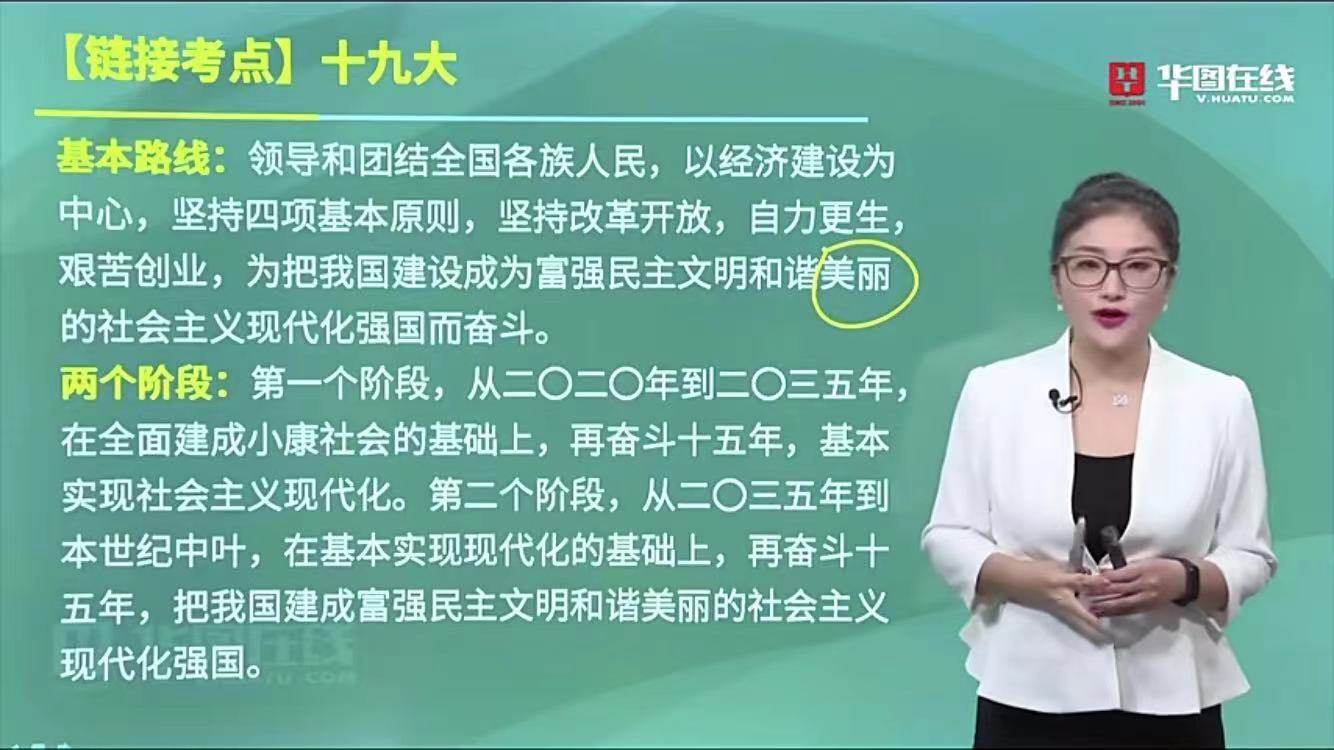 【链接考点】十九大
华图在线
SINCE 2001
V.HUATU.COM
基本路线：领导和团结全国各族人民，以经济建设为
中心，坚持四项基本原则，坚持改革开放，自力更生，
艰苦创业，为把我国建设成为富强民主文明和谐美丽
的社会主义现代化强国而奋斗。
两个阶段：第一个阶段，从二〇二〇年到二〇三五年，
在全面建成小康社会的基础上，再奋斗十五年，基本
实现社会主义现代化。第二个阶段，从二〇三五年到
本世纪中叶，在基本实现现代化的基础上，再奋斗十
五年，把我国建成富强民主文明和谐美丽的社会主义
现代化强国。
华图在线